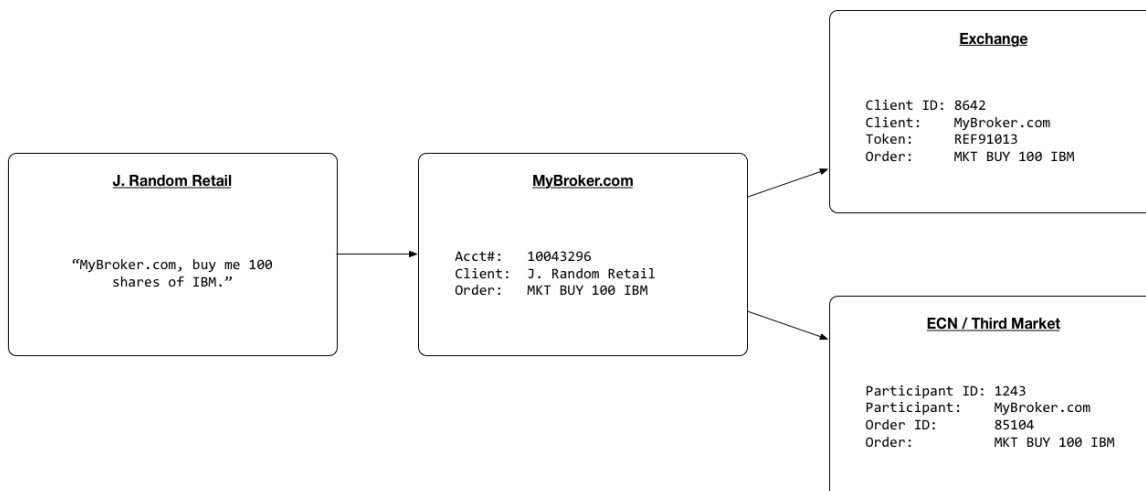 J. Random Retail
“MyBroker.com, buy me 100
shares of IBM.”
MyBroker.com
Acct#: 10043296
Client: J. Random Retail
Order: MKT BUY 100 IBM
Exchange
Client ID: 8642
Client: MyBroker.com
Token: REF91013
Order: MKT BUY 100 IBM
ECN / Third Market
Participant ID: 1243
Participant: MyBroker.com
Order ID: 85104
Order: MKT BUY 100 IBM